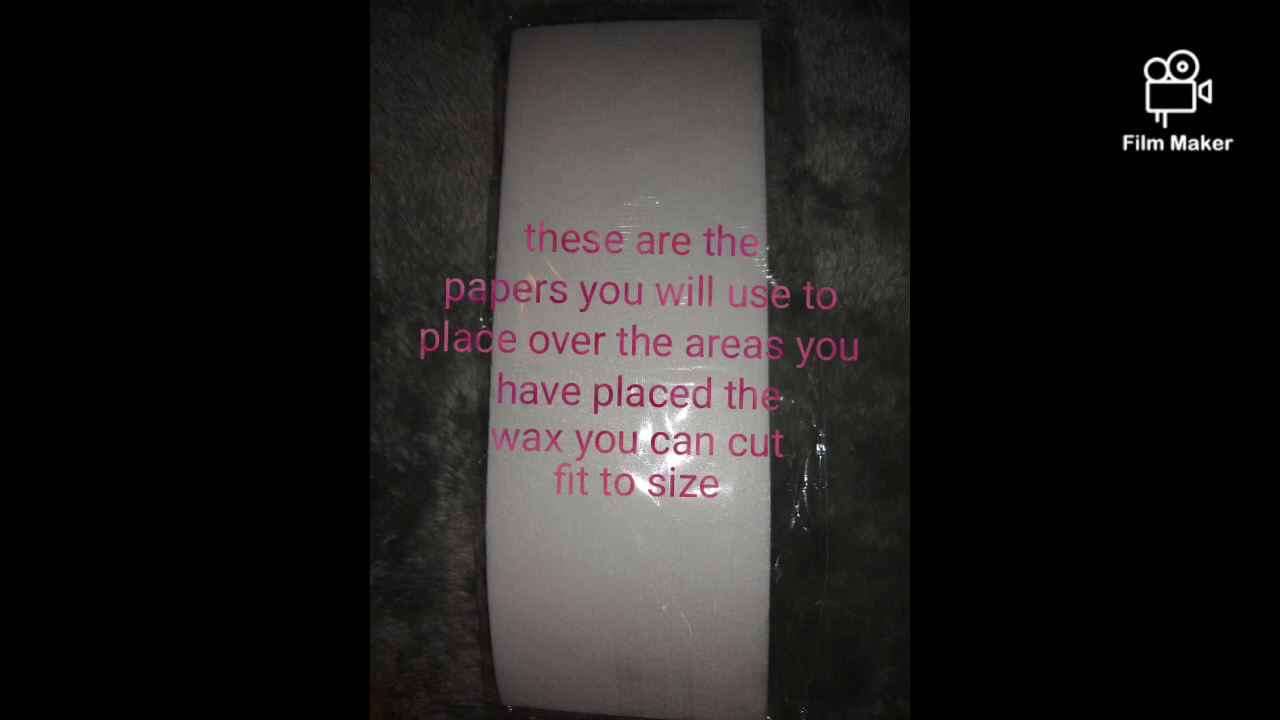 Film Maker
these are the
papers you will use to
place over the areas you
have placed the
wax you can cut
fit to size